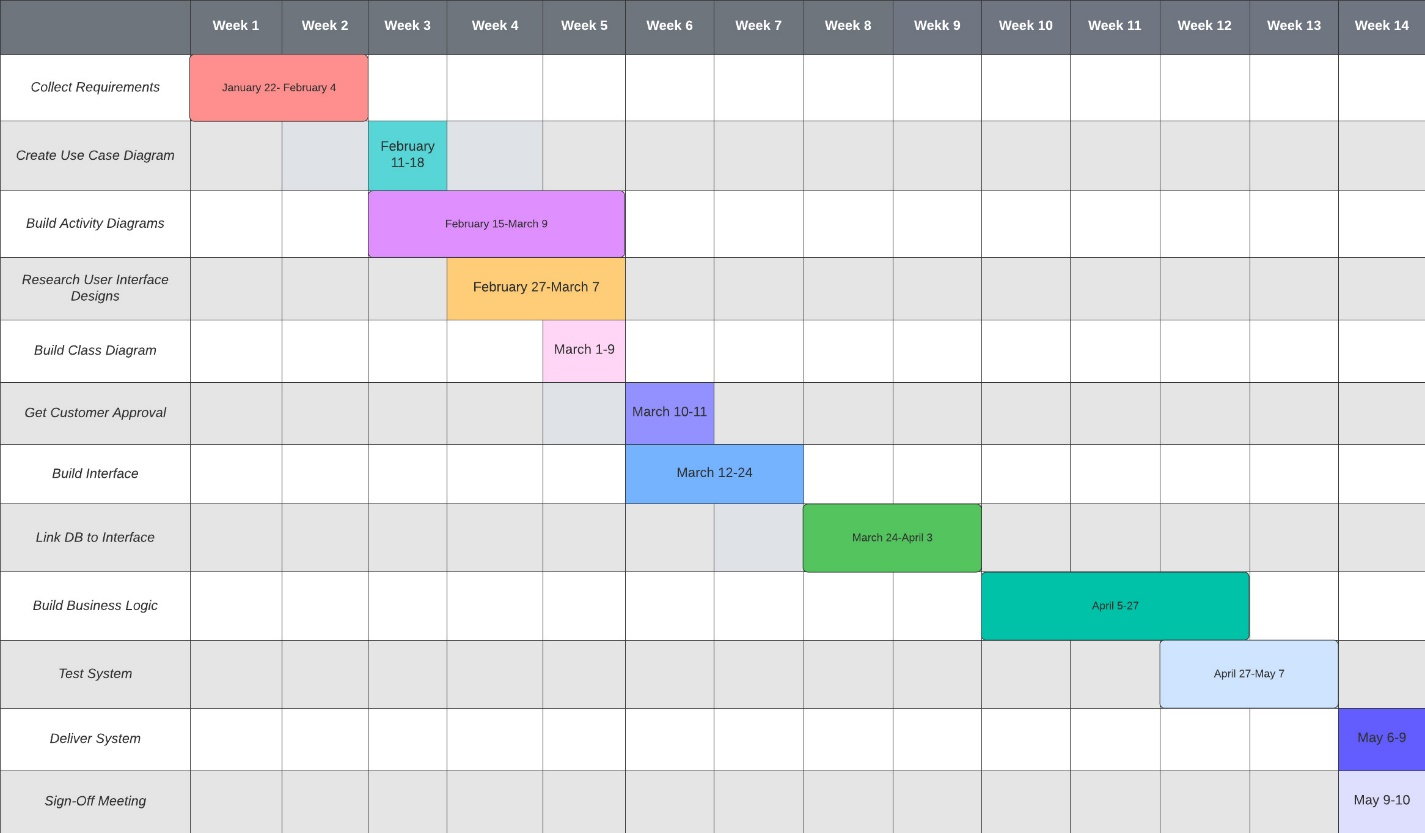 Week 1
Week 2
Week 3
Week 4
Week 5
Week 6
Week 7
Week 8
Wekk 9
Week 10
Week 11
Week 12
Week 13
Week 14
Collect Requirements
January 22- February 4
Create Use Case Diagram
February
11-18
Build Activity Diagrams
February 15-March 9
Research User Interface
Designs
February 27-March 7
Build Class Diagram
March 1-9
Get Customer Approval
March 10-11
Build Interface
March 12-24
Link DB to Interface
March 24-April 3
Build Business Logic
April 5-27
Test System
April 27-May 7
Deliver System
May 6-9
Sign-Off Meeting
May 9-10